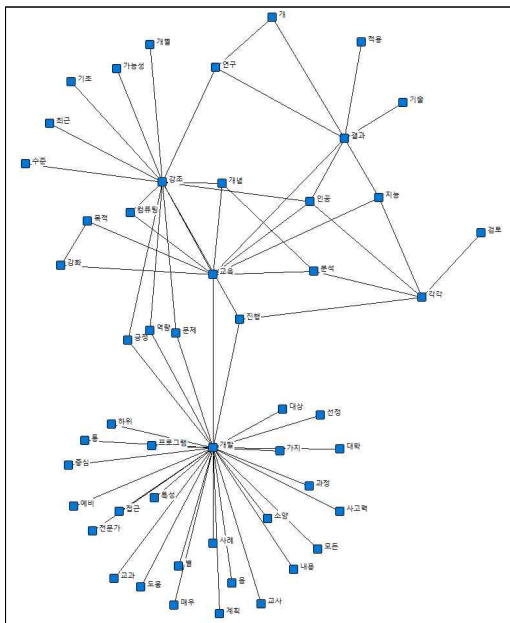 개
개별
적용
가능성
연구
기초
기술
최근
결과
수준
강조
개념
지능
인공
컴퓨팅
목적
검토
강화
교육
분석
각각
진행
역량
문제
긍정
대상
선정
하위
통
프로그램
개발
가지
대학
중심
과정
특성
예비
접근
사고력
소양
전문가
사례
모든
별
내용
교과
도움
음
매우
교사
계획